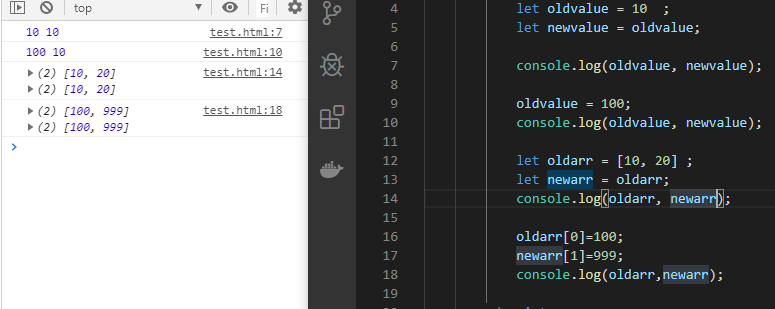 top
Fi
10 10 test.html:7
100 10 test.html:10
(2) [10, 20] test.html:14
(2) [10, 20]
(2) [100, 999] test.html:18
(2) [100, 999]
4 let oldvalue = 10  ;
5 let newvalue = oldvalue;
6
7 console.log(oldvalue, newvalue);
8
9 oldvalue = 100;
10 console.log(oldvalue, newvalue);
11
12 let oldarr = [10, 20] ;
13 let newarr = oldarr;
14 console.log(oldarr, newarr);
15
16 oldarr[0]=100;
17 newarr[1]=999;
18 console.log(oldarr,newarr);
19